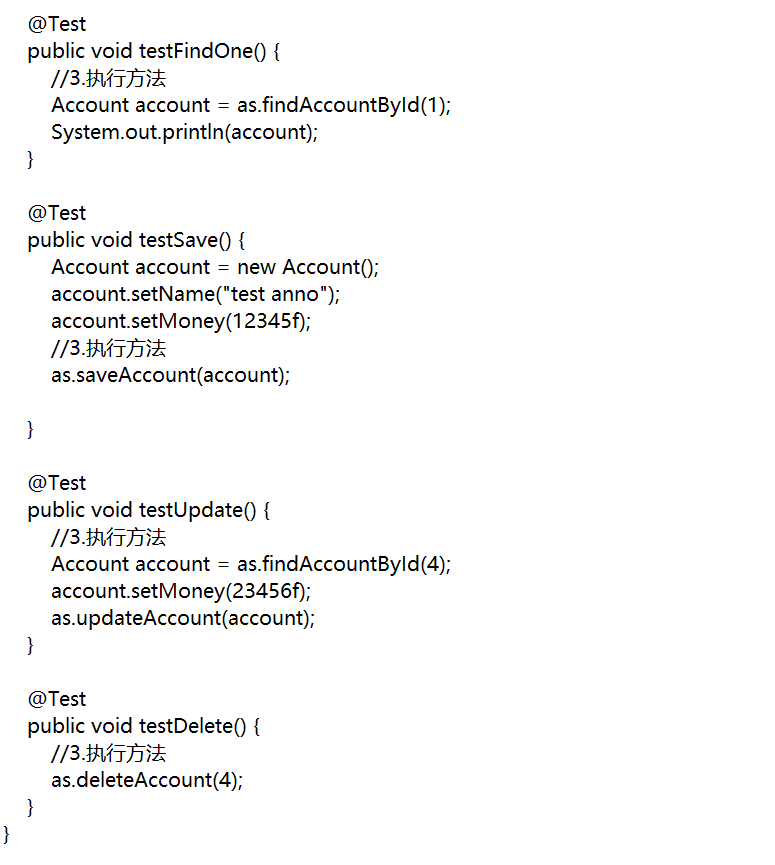 @Test
public void testFindOne() {
//3.执行方法
Account account = as.findAccountById(1);
System.out.println(account);
}
@Test
public void testSave() {
Account account = new Account();
account.setName("test anno");
account.setMoney(12345f);
//3.执行方法
as.saveAccount(account);
}
@Test
public void testUpdate() {
//3.执行方法
Account account = as.findAccountById(4);
account.setMoney(23456f);
as.updateAccount(account);
}
@Test
public void testDelete() {
//3.执行方法
as.deleteAccount(4);
}
}